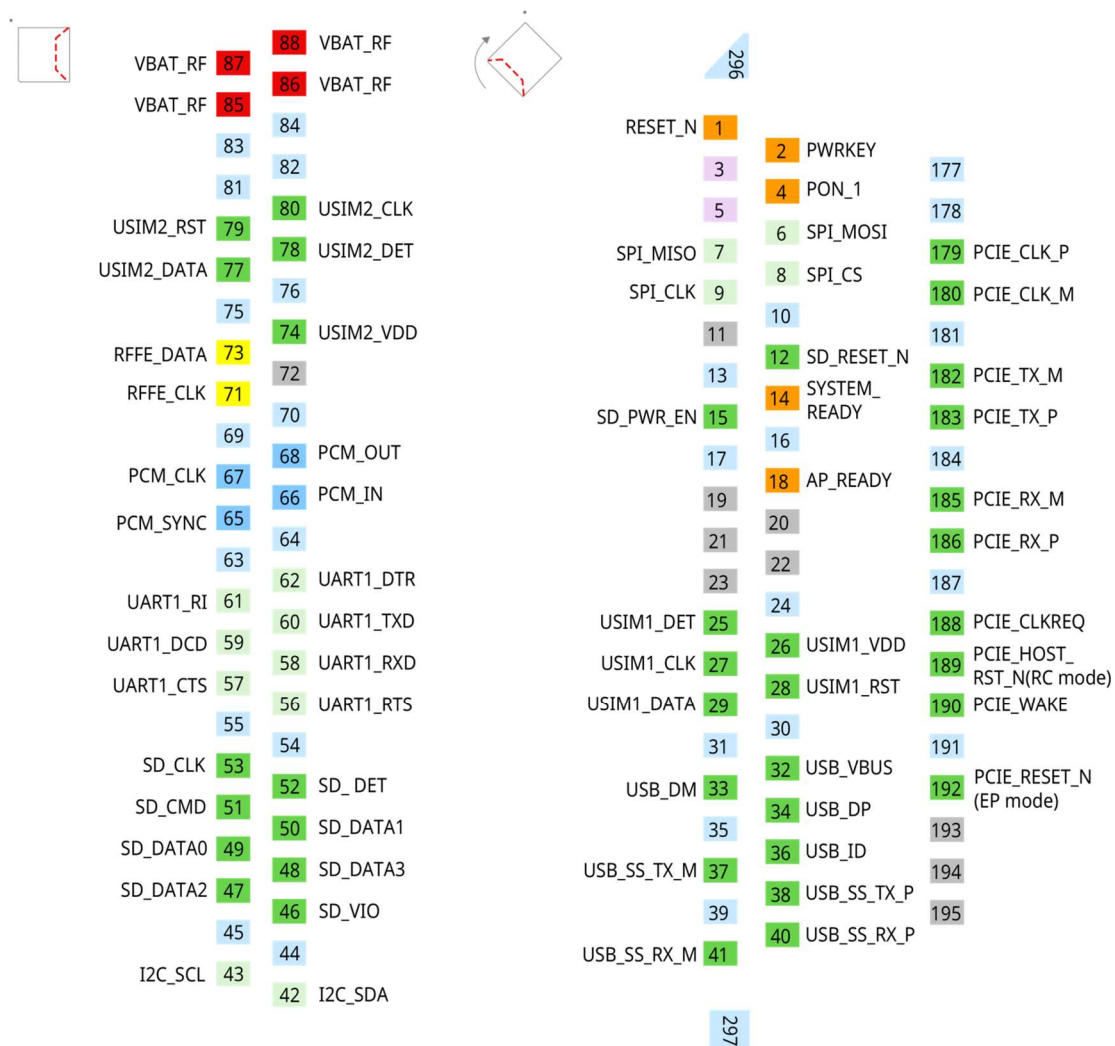 88 VBAT_RF
VBAT_RF 87
86 VBAT_RF
VBAT_RF 85
84
83
82
81
80 USIM2_CLK
USIM2_RST 79
78 USIM2_DET
USIM2_DATA 77
76
75
74 USIM2_VDD
RFFE_DATA 73
72
RFFE_CLK 71
70
69
68 PCM_OUT
PCM_CLK 67
66 PCM_IN
PCM_SYNC 65
64
63
62 UART1_DTR
UART1_RI 61
60 UART1_TXD
UART1_DCD 59
58 UART1_RXD
UART1_CTS 57
56 UART1_RTS
55
54
SD_CLK 53
52 SD_ DET
SD_CMD 51
50 SD_DATA1
SD_DATA0 49
48 SD_DATA3
SD_DATA2 47
46 SD_VIO
45
44
I2C_SCL 43
42 I2C_SDA
296
RESET_N 1
2 PWRKEY
3
4 PON_1
5
6 SPI_MOSI
SPI_MISO 7
8 SPI_CS
SPI_CLK 9
10
11
12 SD_RESET_N
13
14 SYSTEM_
READY
SD_PWR_EN 15
16
17
18 AP_READY
19
20
21
22
23
24
USIM1_DET 25
26 USIM1_VDD
USIM1_CLK 27
28 USIM1_RST
USIM1_DATA 29
30
31
32 USB_VBUS
USB_DM 33
34 USB_DP
35
36 USB_ID
USB_SS_TX_M 37
38 USB_SS_TX_P
39
40 USB_SS_RX_P
USB_SS_RX_M 41
297
177
178
179 PCIE_CLK_P
180 PCIE_CLK_M
181
182 PCIE_TX_M
183 PCIE_TX_P
184
185 PCIE_RX_M
186 PCIE_RX_P
187
188 PCIE_CLKREQ
189 PCIE_HOST_
RST_N(RC mode)
190 PCIE_WAKE
191
192 PCIE_RESET_N
(EP mode)
193
194
195